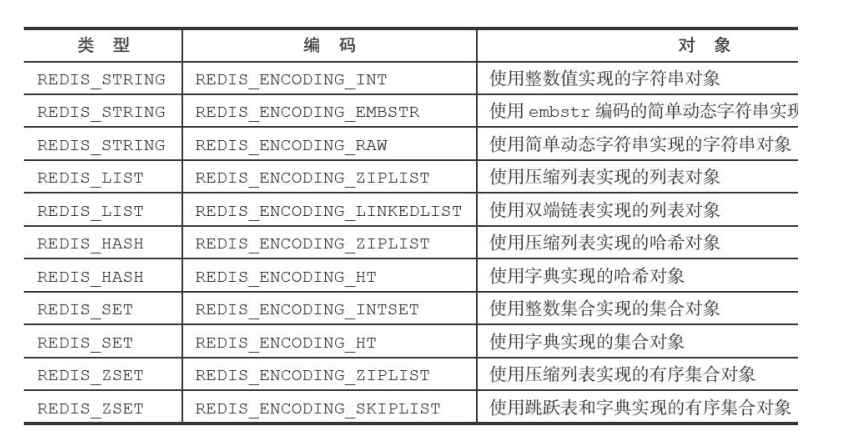 类 型 编 码 对 象
REDIS_STRING REDIS_ENCODING_INT 使用整数值实现的字符串对象
REDIS_STRING REDIS_ENCODING_EMBSTR 使用 embstr 编码的简单动态字符串实
REDIS_STRING REDIS_ENCODING_RAW 使用简单动态字符串实现的字符串对象
REDIS_LIST REDIS_ENCODING_ZIPLIST 使用压缩列表实现的列表对象
REDIS_LIST REDIS_ENCODING_LINKEDLIST 使用双端链表实现的列表对象
REDIS_HASH REDIS_ENCODING_ZIPLIST 使用压缩列表实现的哈希对象
REDIS_HASH REDIS_ENCODING_HT 使用字典实现的哈希对象
REDIS_SET REDIS_ENCODING_INTSET 使用整数集合实现的集合对象
REDIS_SET REDIS_ENCODING_HT 使用字典实现的集合对象
REDIS_ZSET REDIS_ENCODING_ZIPLIST 使用压缩列表实现的有序集合对象
REDIS_ZSET REDIS_ENCODING_SKIPLIST 使用跳跃表和字典实现的有序集合对象